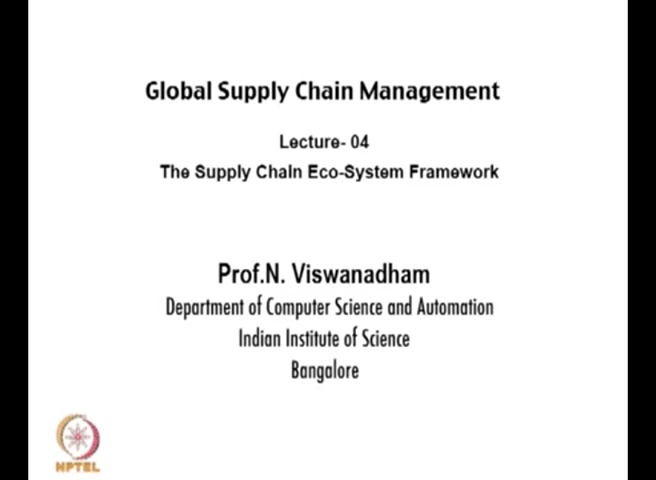 Global Supply Chain Management
Lecture- 04
The Supply Chain Eco-System Framework
Prof.N. Viswanadham
Department of Computer Science and Automation
Indian Institute of Science
Bangalore
NPTEL